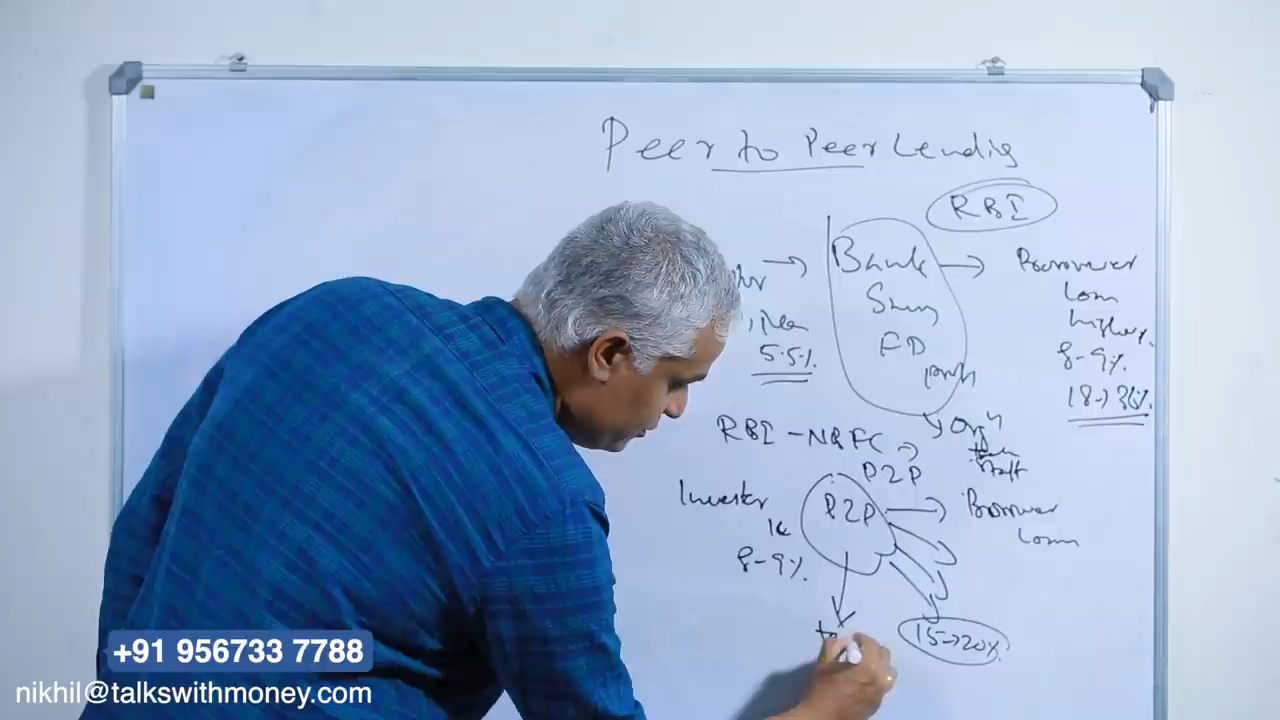 Peer to Peer Lending
RBI
Bank
FD
Borrower
Loan
higher
8-9%
18->36%
5.5%
RBI - NBFC
P2P
Investor
P2P
Borrower
Loan
8-9%
15->20%
+91 956733 7788
nikhil@talkswithmoney.com